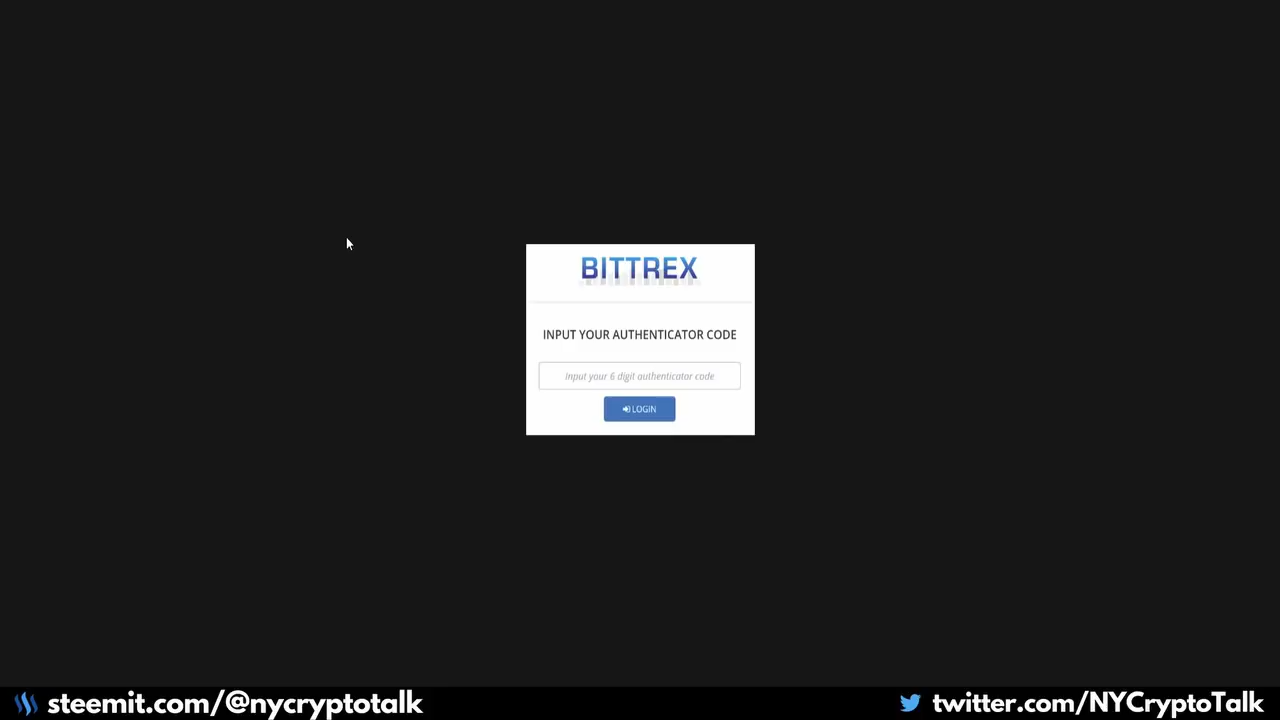 BITTREX
INPUT YOUR AUTHENTICATOR CODE
Input your 6 digit authenticator code
LOGIN
steemit.com/@nycryptotalk
twitter.com/NYCryptoTalk